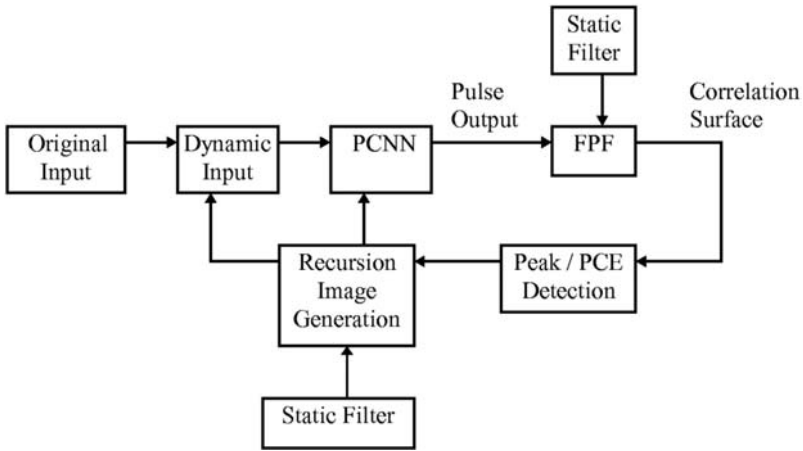 Static
Filter
Pulse
Output
Correlation
Surface
Original
Input
Dynamic
Input
PCNN
FPF
Recursion
Image
Generation
Peak / PCE
Detection
Static Filter